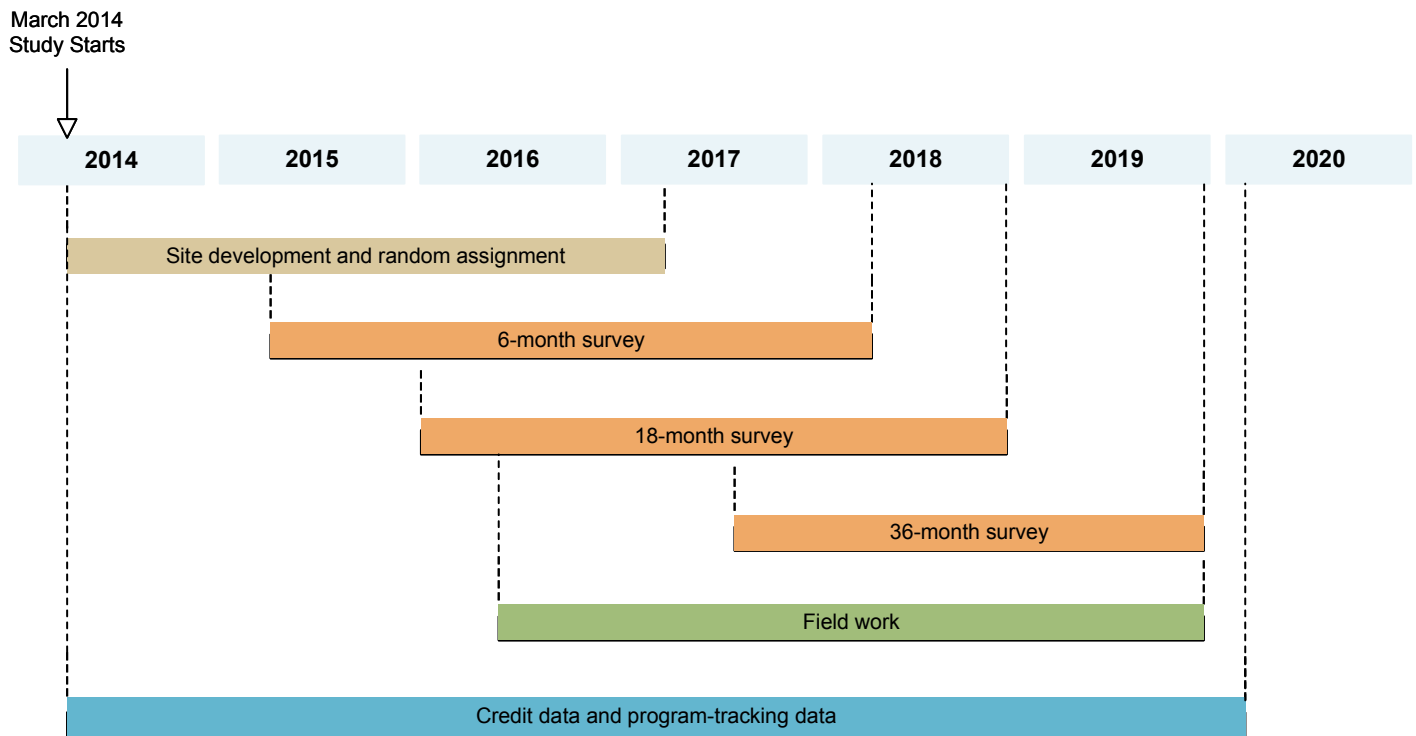 March 2014
Study Starts
2014 2015 2016 2017 2018 2019 2020
Site development and random assignment
6-month survey
18-month survey
36-month survey
Field work
Credit data and program-tracking data